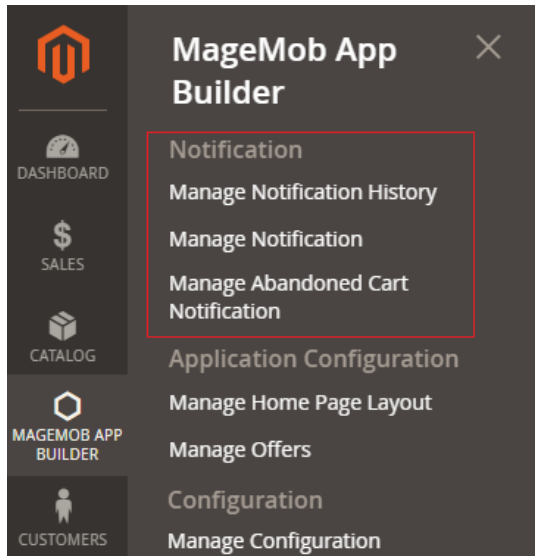 MageMob App
Builder
DASHBOARD
SALES
CATALOG
MAGEMOB APP
BUILDER
CUSTOMERS
Notification
Manage Notification History
Manage Notification
Manage Abandoned Cart
Notification
Application Configuration
Manage Home Page Layout
Manage Offers
Configuration
Manage Configuration